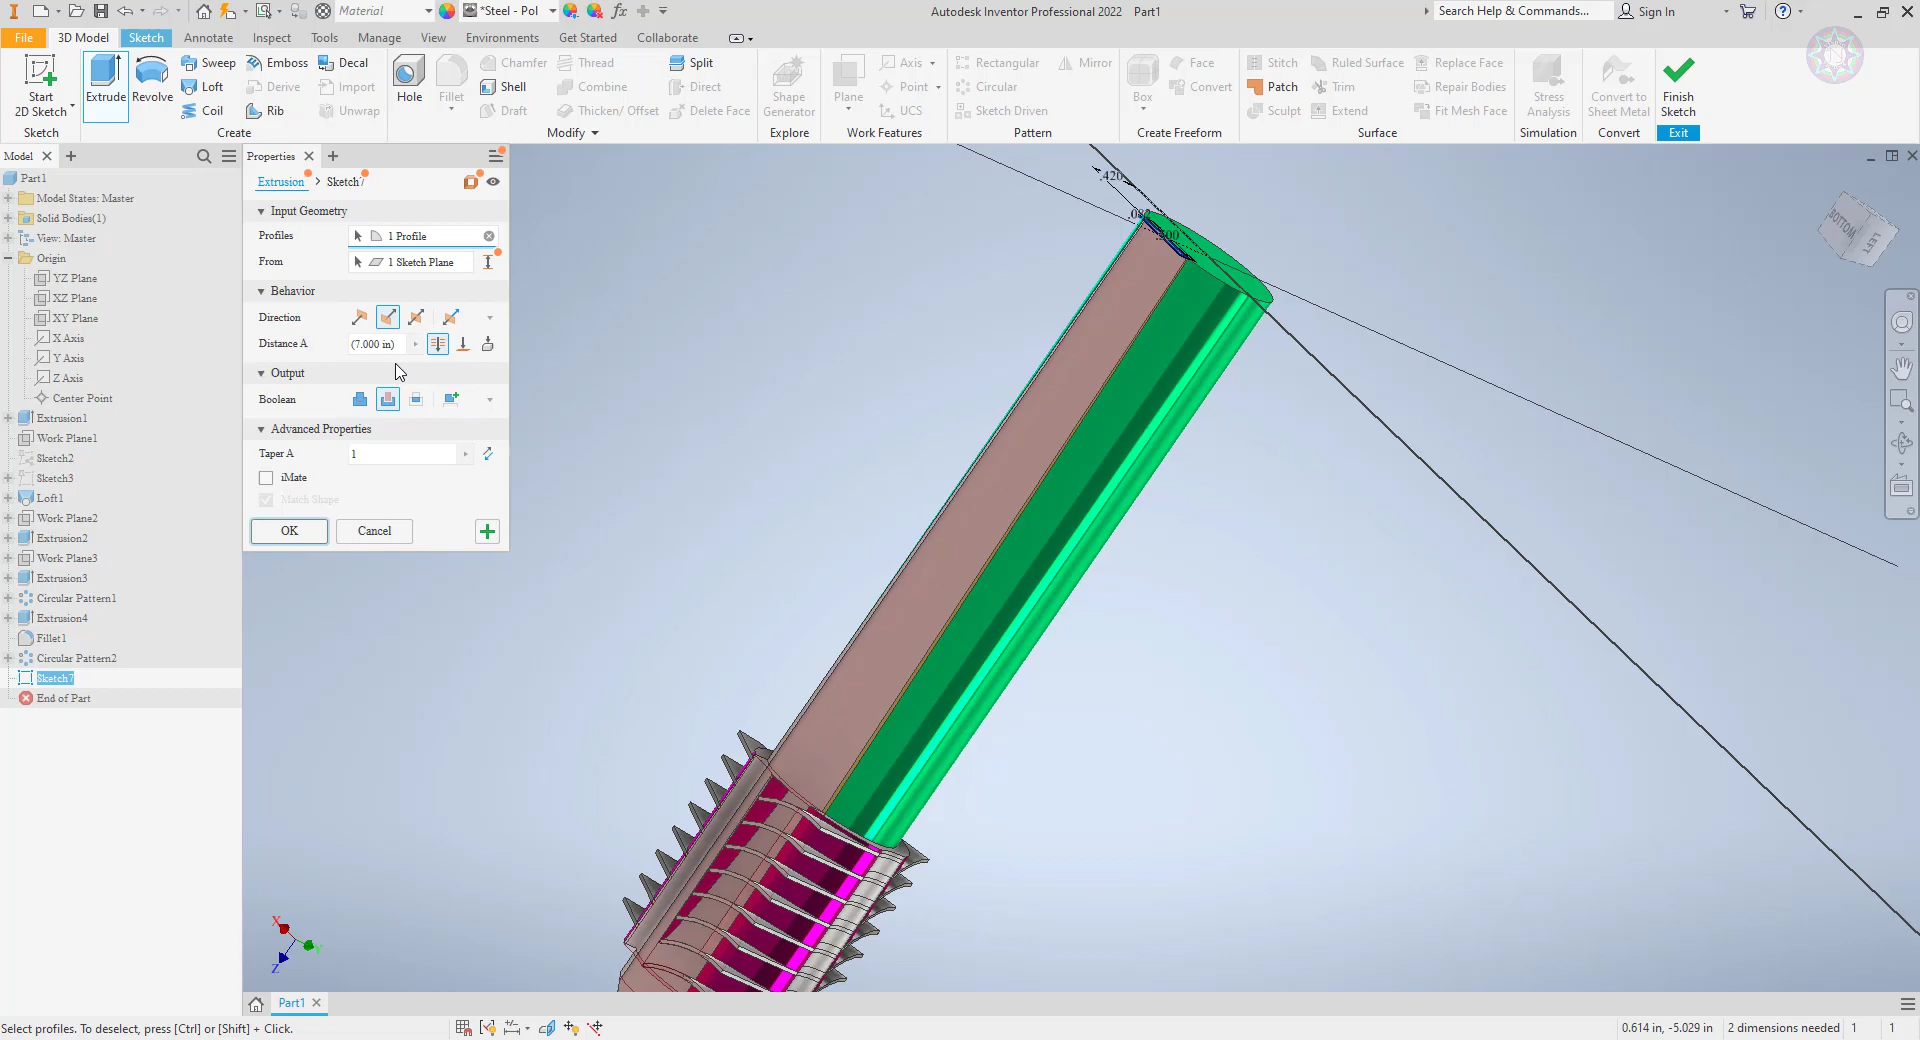 Material
*Steel - Pol
Autodesk Inventor Professional 2022 Part1
Search Help & Commands...
Sign In
File
3D Model
Sketch
Annotate
Inspect
Tools
Manage
View
Environments
Get Started
Collaborate
Start
2D Sketch
Extrude
Revolve
Sweep
Loft
Coil
Emboss
Derive
Rib
Decal
Import
Unwrap
Hole
Fillet
Chamfer
Shell
Draft
Thread
Combine
Thicken/ Offset
Split
Direct
Delete Face
Shape
Generator
Plane
Axis
Point
UCS
Rectangular
Circular
Sketch Driven
Mirror
Box
Face
Convert
Stitch
Patch
Sculpt
Ruled Surface
Trim
Extend
Replace Face
Repair Bodies
Fit Mesh Face
Stress
Analysis
Convert to
Sheet Metal
Finish
Sketch
Sketch
Create
Modify
Explore
Work Features
Pattern
Create Freeform
Surface
Simulation
Convert
Exit
Model
Part1
Model States: Master
Solid Bodies(1)
View: Master
Origin
YZ Plane
XZ Plane
XY Plane
X Axis
Y Axis
Z Axis
Center Point
Extrusion1
Work Plane1
Sketch2
Sketch3
Loft1
Work Plane2
Extrusion2
Work Plane3
Extrusion3
Circular Pattern1
Extrusion4
Fillet1
Circular Pattern2
Sketch7
End of Part
Properties
Extrusion > Sketch7
Input Geometry
Profiles
1 Profile
From
1 Sketch Plane
Behavior
Direction
Distance A
(7.000 in)
Output
Boolean
Advanced Properties
Taper A
1
iMate
Match Shape
OK
Cancel
.420
BOTTOM
LEFT
X
Z
Part1
Select profiles. To deselect, press [Ctrl] or [Shift] + Click.
0.614 in, -5.029 in
2 dimensions needed
1
1